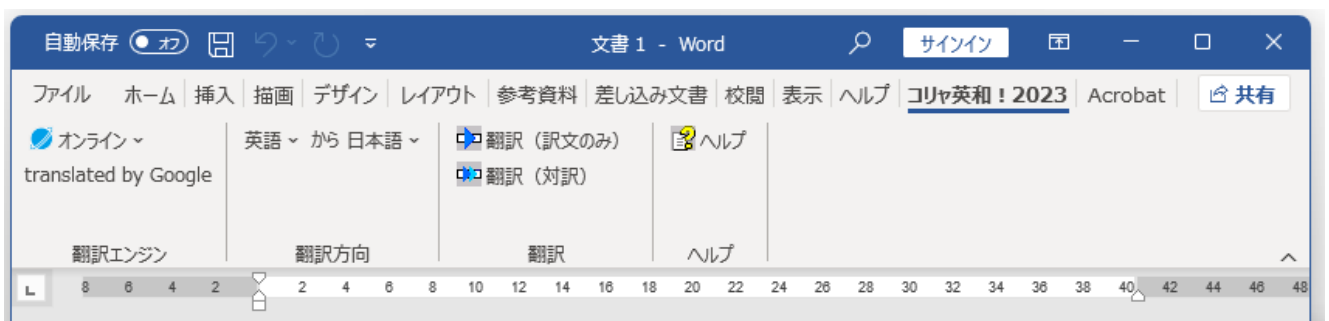 自動保存 オフ 文書 1 - Word サインイン
ファイル ホーム 挿入 描画 デザイン レイアウト 参考資料 差し込み文書 校閲 表示 ヘルプ コリャ英和！2023 Acrobat 共有
オンライン 英語 から 日本語 翻訳（訳文のみ） ヘルプ
translated by Google 翻訳（対訳）
翻訳エンジン 翻訳方向 翻訳 ヘルプ
8 6 4 2 2 4 6 8 10 12 14 16 18 20 22 24 26 28 30 32 34 36 38 40 42 44 46 48